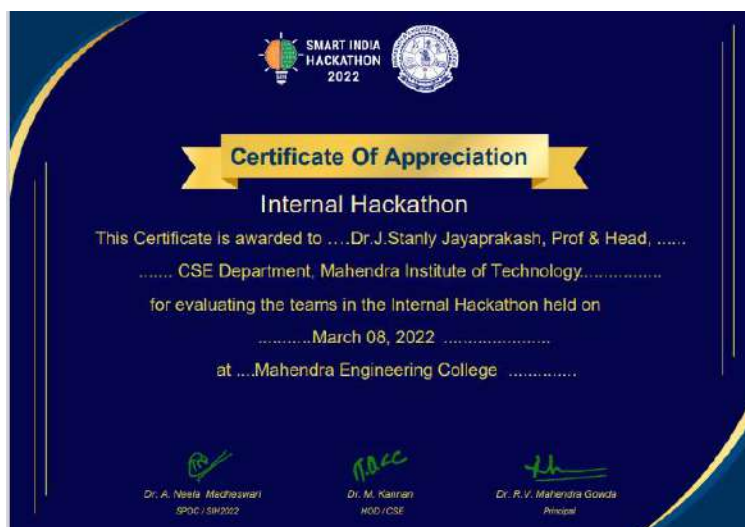 SMART INDIA
HACKATHON
2022
Certificate Of Appreciation
Internal Hackathon
This Certificate is awarded to ....Dr.J.Stanly Jayaprakash, Prof & Head, ......
....... CSE Department, Mahendra Institute of Technology.................
for evaluating the teams in the Internal Hackathon held on
...........March 08, 2022 ......................
at ....Mahendra Engineering College ..............
Dr. A. Neela Madheswari Dr. M. Kannan Dr. R.V. Mahendra Gowda
SPOC / SIH2022 HOD / CSE Principal